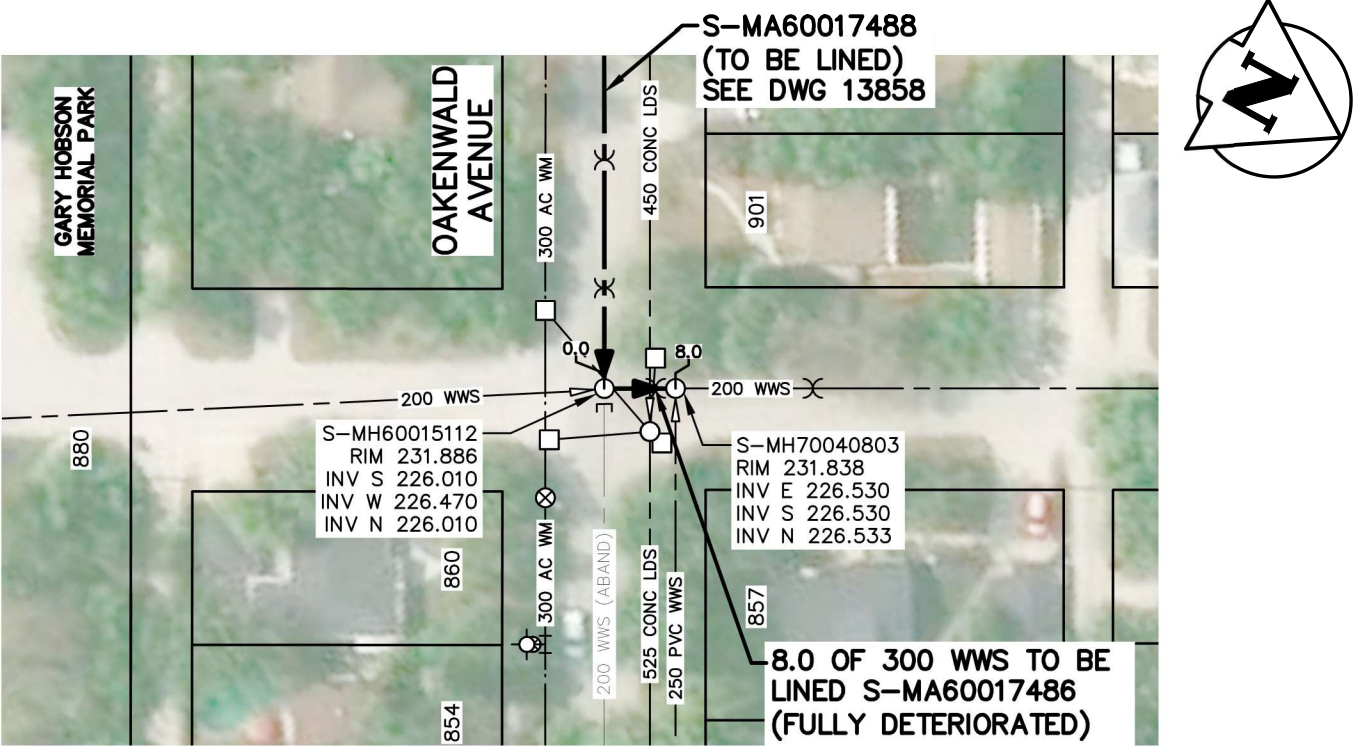 S-MA60017488
(TO BE LINED)
SEE DWG 13858
N
GARY HOBSON
MEMORIAL PARK
OAKENWALD
AVENUE
300 AC WM
450 CONC LDS
901
0.0
8.0
200 WWS
200 WWS
880
S-MH60015112
RIM 231.886
INV S 226.010
INV W 226.470
INV N 226.010
S-MH70040803
RIM 231.838
INV E 226.530
INV S 226.530
INV N 226.533
860
300 AC WM
200 WWS (ABAND)
525 CONC LDS
250 PVC WWS
857
854
8.0 OF 300 WWS TO BE
LINED S-MA60017486
(FULLY DETERIORATED)